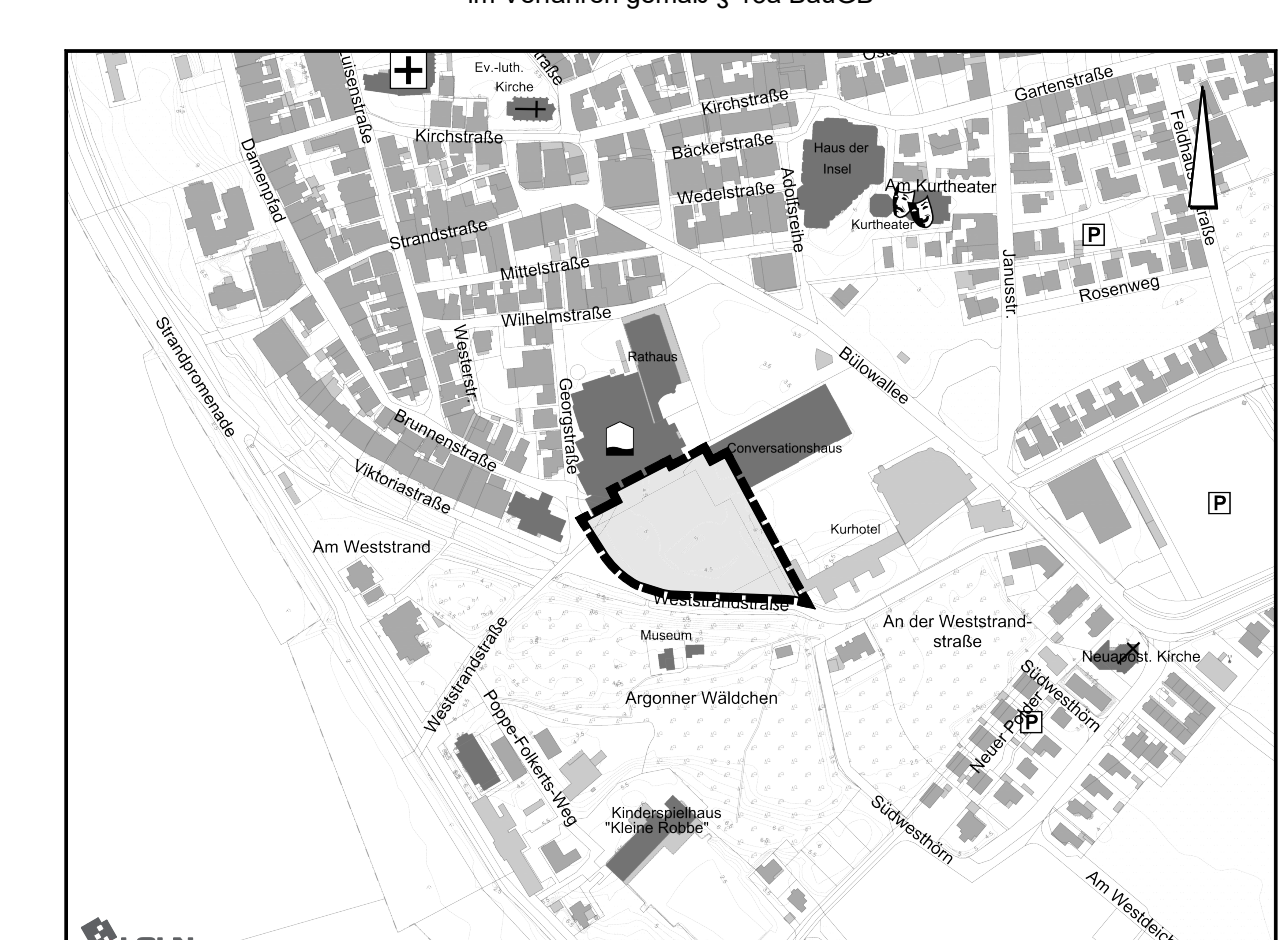 im Verfahren gemäß § 13a BauGB
Ev.-luth.
Kirche
Kirchstraße
Gartenstraße
Kirchstraße
Bäckerstraße
Haus der
Insel
Damenpfad
Wedelstraße
Adolfsreihe
Am Kurtheater
Kurtheater
Strandstraße
P
Mittelstraße
Janusstr.
Rosenweg
Wilhelmstraße
Strandpromenade
Westerstr.
Rathaus
Bülowallee
Georgstraße
Brunnenstraße
Conversationshaus
Viktoriastraße
P
Kurhotel
Am Weststrand
Weststrandstraße
An der Weststrand-
straße
Museum
Neuapost. Kirche
Weststrandstraße
Argonner Wäldchen
Südwesthörn
Neuer Polder
P
Poppe-Folkerts-Weg
Kinderspielhaus
"Kleine Robbe"
Südwesthörn
Am Westdeich
LGLN